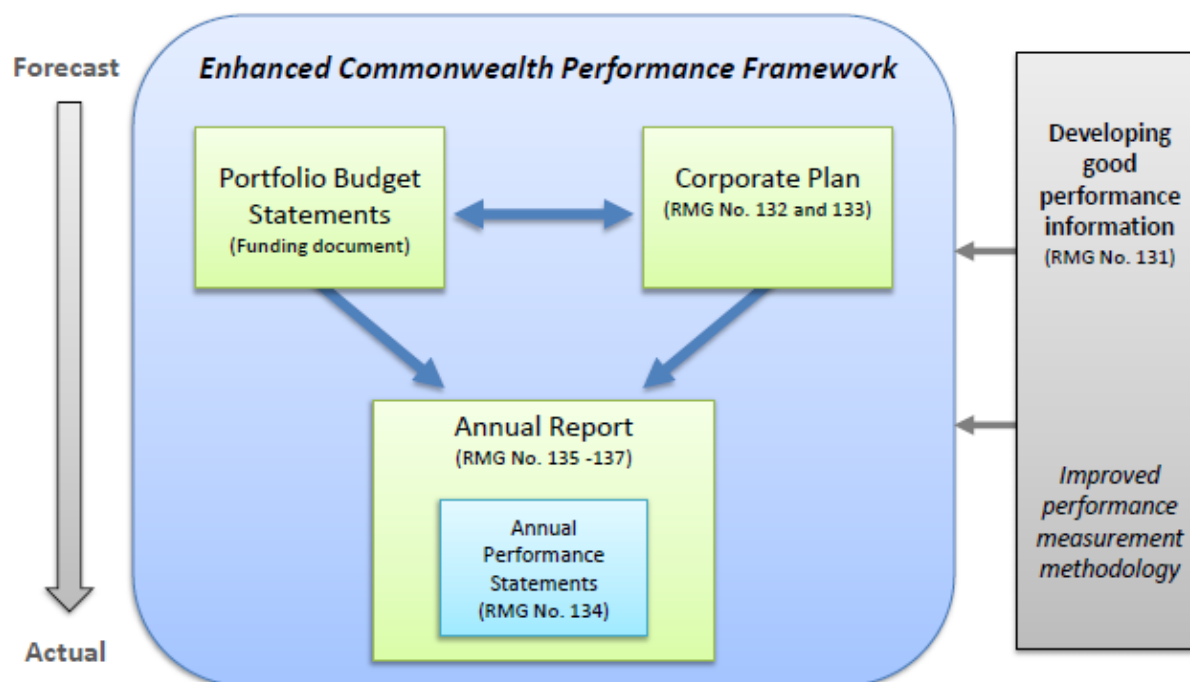 Forecast
Actual
Enhanced Commonwealth Performance Framework
Portfolio Budget
Statements
(Funding document)
Corporate Plan
(RMG No. 132 and 133)
Annual Report
(RMG No. 135 -137)
Annual
Performance
Statements
(RMG No. 134)
Developing
good
performance
information
(RMG No. 131)
Improved
performance
measurement
methodology